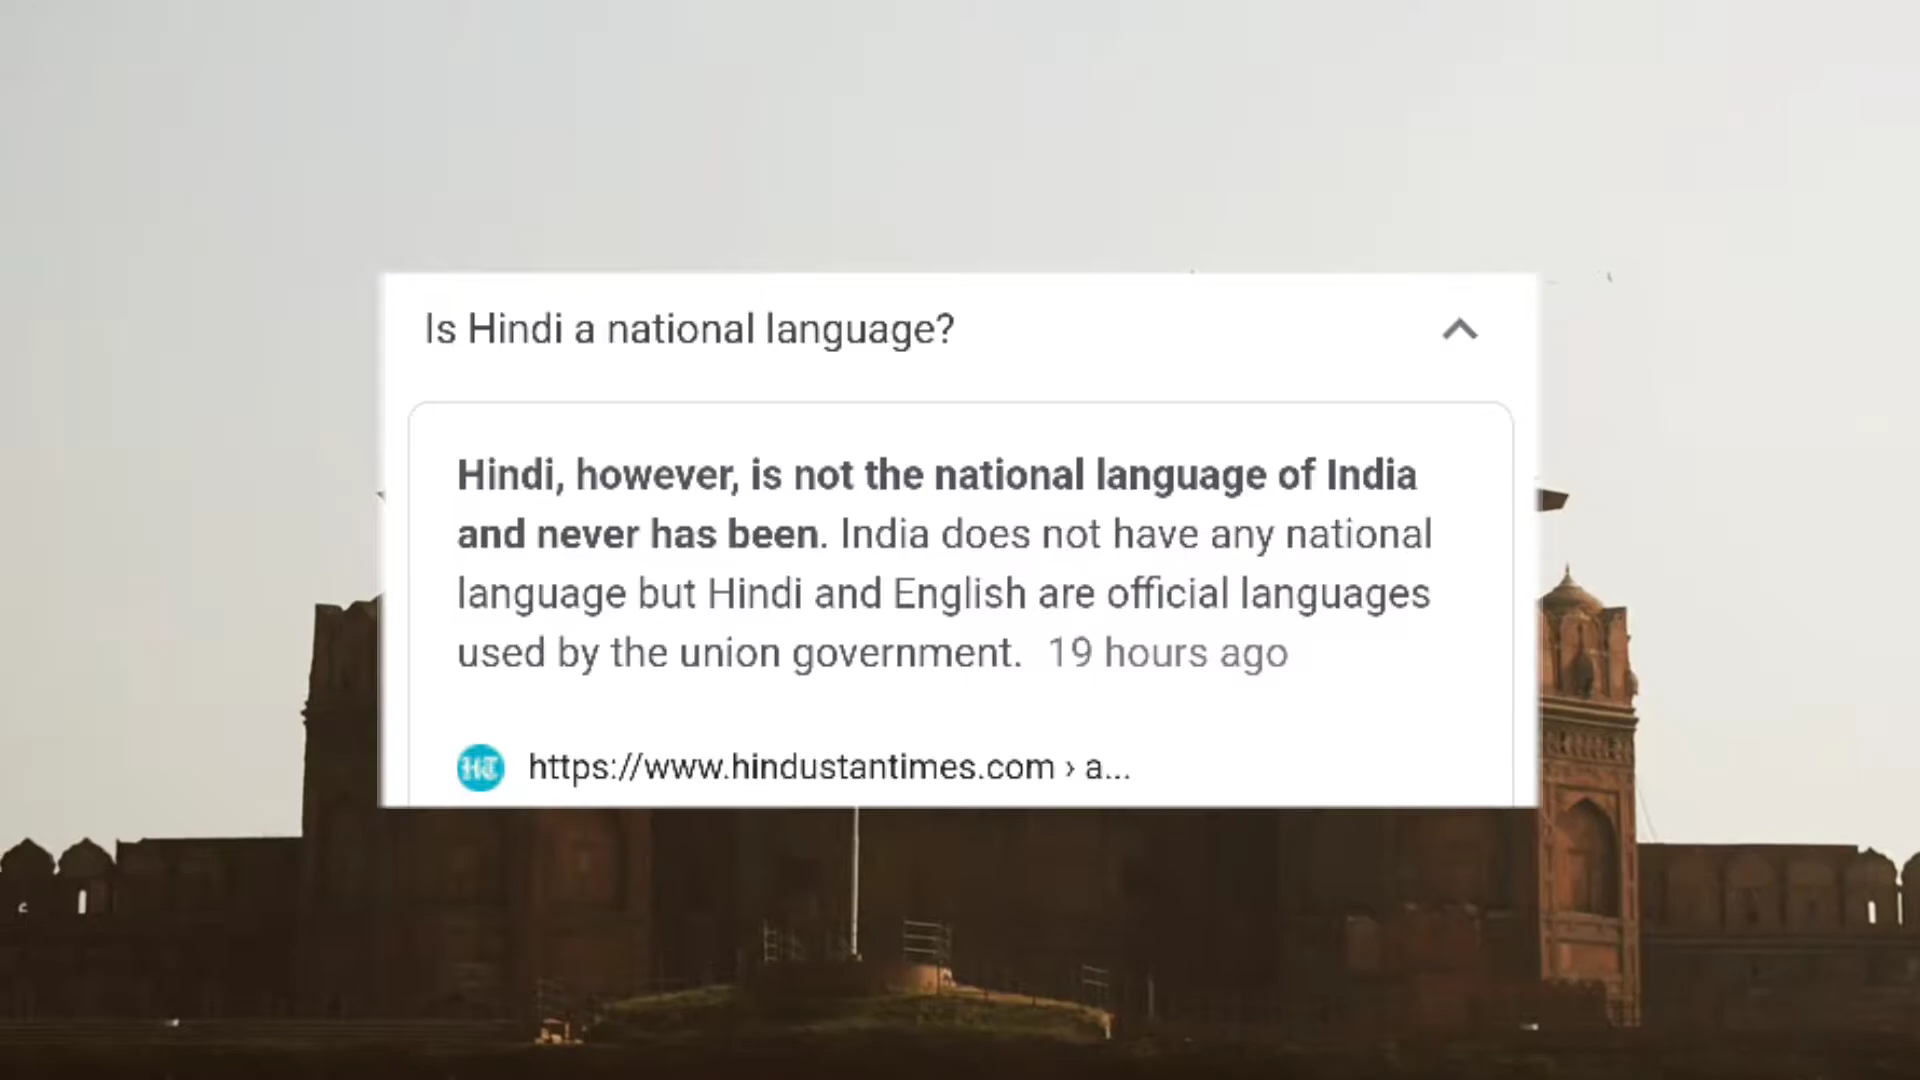 Is Hindi a national language?
Hindi, however, is not the national language of India
and never has been. India does not have any national
language but Hindi and English are official languages
used by the union government. 19 hours ago
HT https://www.hindustantimes.com › a...